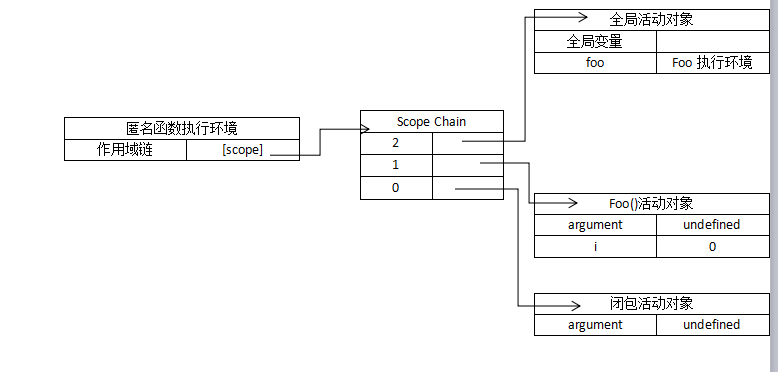 全局活动对象
全局变量
foo Foo 执行环境
匿名函数执行环境
作用域链 [scope]
Scope Chain
2
1
0
Foo()活动对象
argument undefined
i 0
闭包活动对象
argument undefined